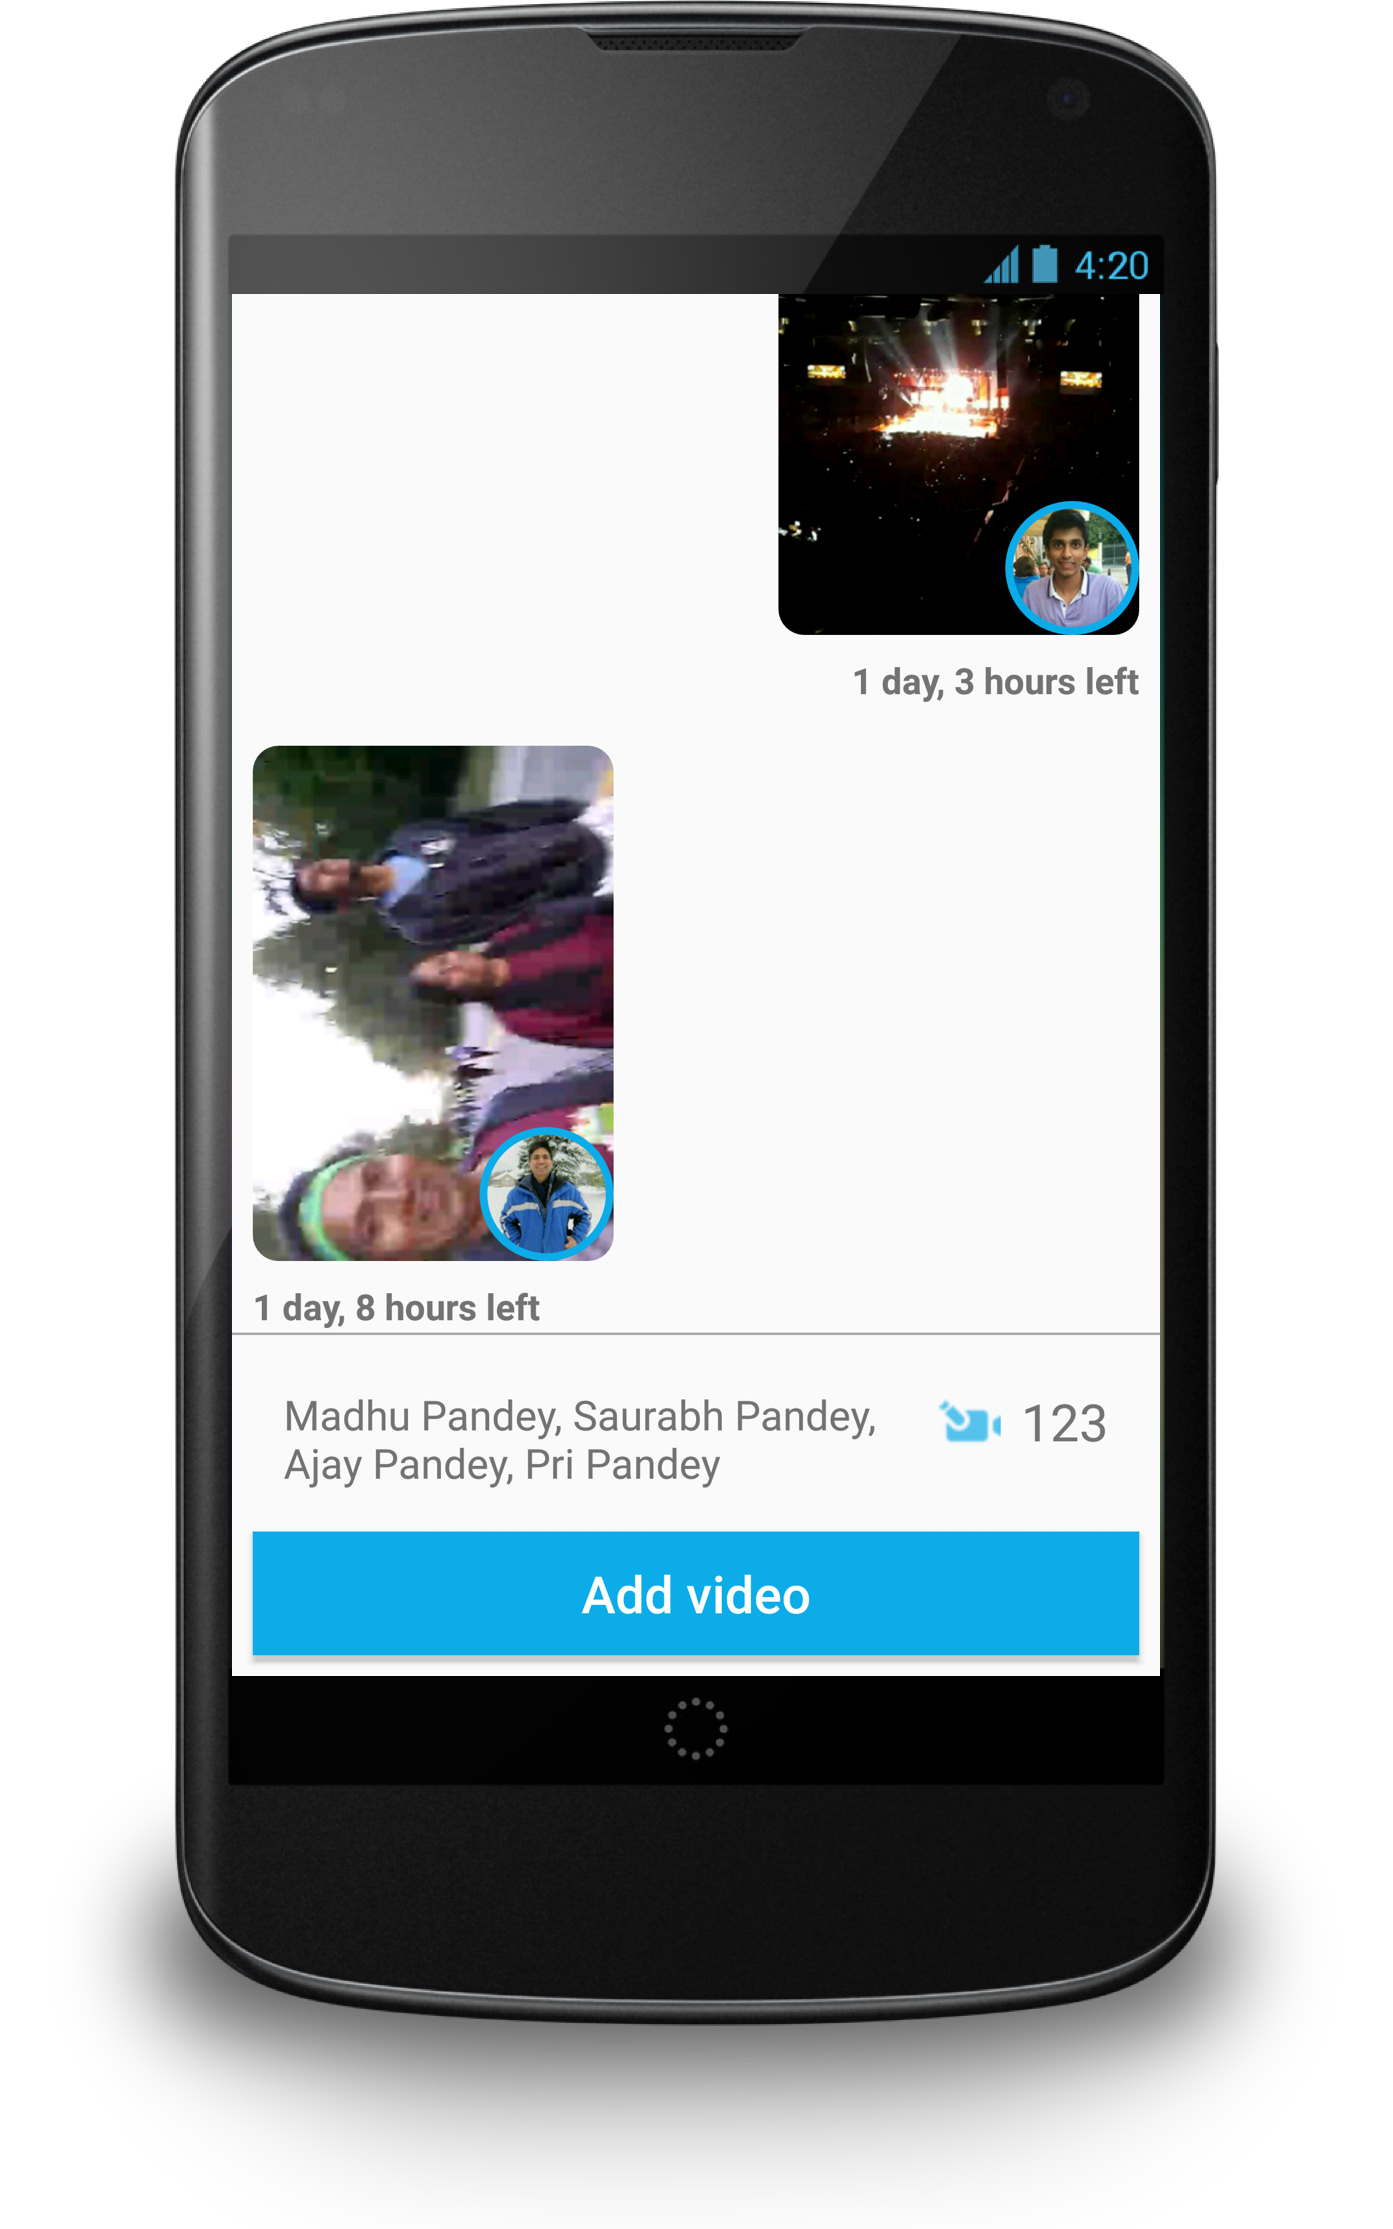 4:20
1 day, 3 hours left
1 day, 8 hours left
Madhu Pandey, Saurabh Pandey,
Ajay Pandey, Pri Pandey
123
Add video